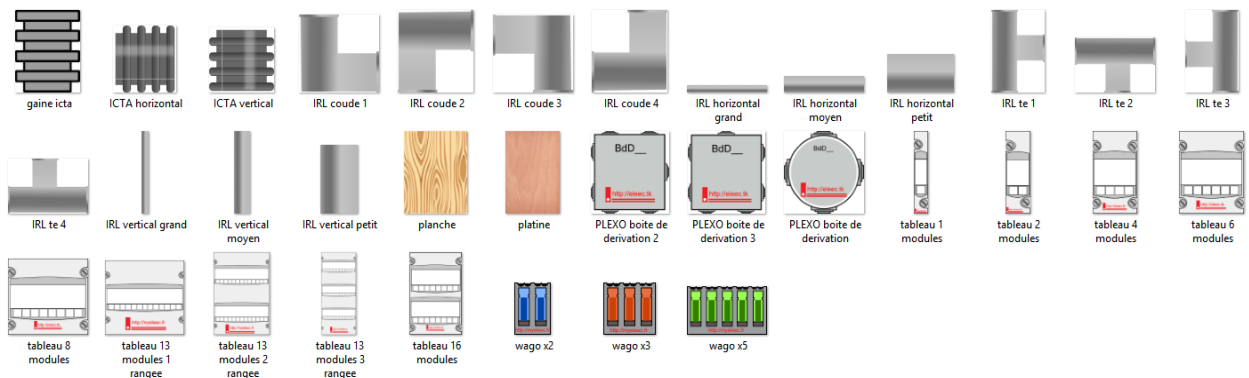 gaine icta
ICTA horizontal
ICTA vertical
IRL coude 1
IRL coude 2
IRL coude 3
IRL coude 4
IRL horizontal
grand
IRL horizontal
moyen
IRL horizontal
petit
IRL te 1
IRL te 2
IRL te 3
BdD__
http://eleec.tk
BdD__
http://eleec.tk
BdD__
http://eleec.tk
IRL te 4
IRL vertical grand
IRL vertical
moyen
IRL vertical petit
planche
platine
PLEXO boite de
derivation 2
PLEXO boite de
derivation 3
PLEXO boite de
derivation
tableau 1
modules
tableau 2
modules
tableau 4
modules
tableau 6
modules
tableau 8
modules
tableau 13
modules 1
rangee
tableau 13
modules 2
rangee
tableau 13
modules 3
rangee
tableau 16
modules
wago x2
wago x3
wago x5